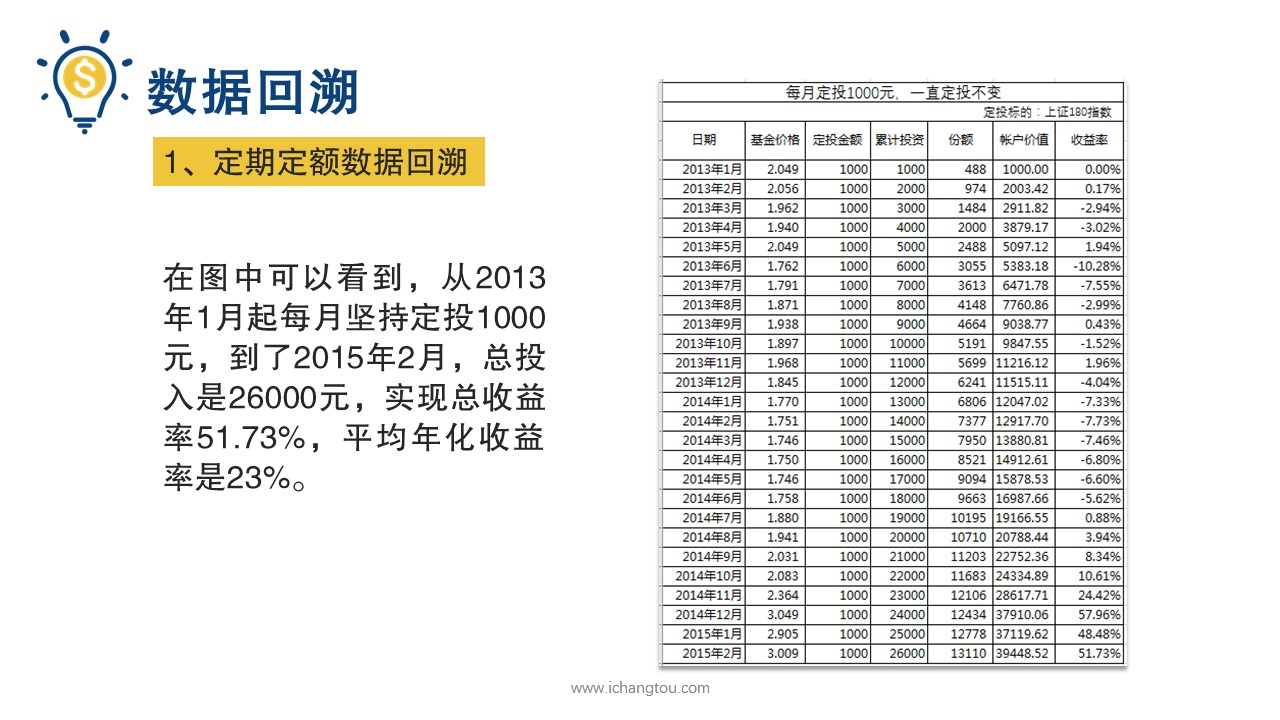 数据回溯
1、定期定额数据回溯
在图中可以看到，从2013
年1月起每月坚持定投1000
元，到了2015年2月，总投
入是26000元，实现总收益
率51.73%，平均年化收益
率是23%。
每月定投1000元，一直定投不变
定投标的：上证180指数
日期 基金价格 定投金额 累计投资 份额 帐户价值 收益率
2013年1月 2.049 1000 1000 488 1000.00 0.00%
2013年2月 2.056 1000 2000 974 2003.42 0.17%
2013年3月 1.962 1000 3000 1484 2911.82 -2.94%
2013年4月 1.940 1000 4000 2000 3879.17 -3.02%
2013年5月 2.049 1000 5000 2488 5097.12 1.94%
2013年6月 1.762 1000 6000 3055 5383.18 -10.28%
2013年7月 1.791 1000 7000 3613 6471.78 -7.55%
2013年8月 1.871 1000 8000 4148 7760.86 -2.99%
2013年9月 1.938 1000 9000 4664 9038.77 0.43%
2013年10月 1.897 1000 10000 5191 9847.55 -1.52%
2013年11月 1.968 1000 11000 5699 11216.12 1.96%
2013年12月 1.845 1000 12000 6241 11515.11 -4.04%
2014年1月 1.770 1000 13000 6806 12047.02 -7.33%
2014年2月 1.751 1000 14000 7377 12917.70 -7.73%
2014年3月 1.746 1000 15000 7950 13880.81 -7.46%
2014年4月 1.750 1000 16000 8521 14912.61 -6.80%
2014年5月 1.746 1000 17000 9094 15878.53 -6.60%
2014年6月 1.758 1000 18000 9663 16987.66 -5.62%
2014年7月 1.880 1000 19000 10195 19166.55 0.88%
2014年8月 1.941 1000 20000 10710 20788.44 3.94%
2014年9月 2.031 1000 21000 11203 22752.36 8.34%
2014年10月 2.083 1000 22000 11683 24334.89 10.61%
2014年11月 2.364 1000 23000 12106 28617.71 24.42%
2014年12月 3.049 1000 24000 12434 37910.06 57.96%
2015年1月 2.905 1000 25000 12778 37119.62 48.48%
2015年2月 3.009 1000 26000 13110 39448.52 51.73%
www.ichangtou.com